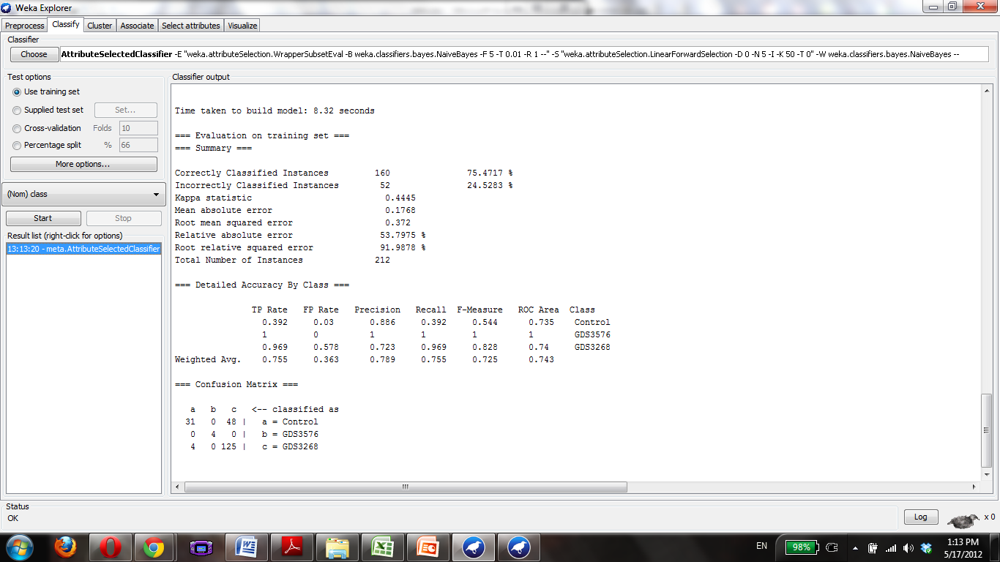 Weka Explorer
Preprocess Classify Cluster Associate Select attributes Visualize
Classifier
Choose AttributeSelectedClassifier -E "weka.attributeSelection.WrapperSubsetEval -B weka.classifiers.bayes.NaiveBayes -F 5 -T 0.01 -R 1 --" -S "weka.attributeSelection.LinearForwardSelection -D 0 -N 5 -I -K 50 -T 0" -W weka.classifiers.bayes.NaiveBayes --
Test options
Use training set
Supplied test set Set...
Cross-validation Folds 10
Percentage split % 66
More options...
(Nom) class
Start Stop
Result list (right-click for options)
13:13:20 - meta.AttributeSelectedClassifier
Classifier output
Time taken to build model: 8.32 seconds
=== Evaluation on training set ===
=== Summary ===
Correctly Classified Instances 160 75.4717 %
Incorrectly Classified Instances 52 24.5283 %
Kappa statistic 0.4445
Mean absolute error 0.1768
Root mean squared error 0.372
Relative absolute error 53.7975 %
Root relative squared error 91.9878 %
Total Number of Instances 212
=== Detailed Accuracy By Class ===
TP Rate FP Rate Precision Recall F-Measure ROC Area Class
0.392 0.03 0.886 0.392 0.544 0.735 Control
1 0 1 1 1 1 GDS3576
0.969 0.578 0.723 0.969 0.828 0.74 GDS3268
Weighted Avg. 0.755 0.363 0.789 0.755 0.725 0.743
=== Confusion Matrix ===
a b c <-- classified as
31 0 48 | a = Control
0 4 0 | b = GDS3576
4 0 125 | c = GDS3268
Status
OK
Log x 0
EN 98% 1:13 PM
5/17/2012